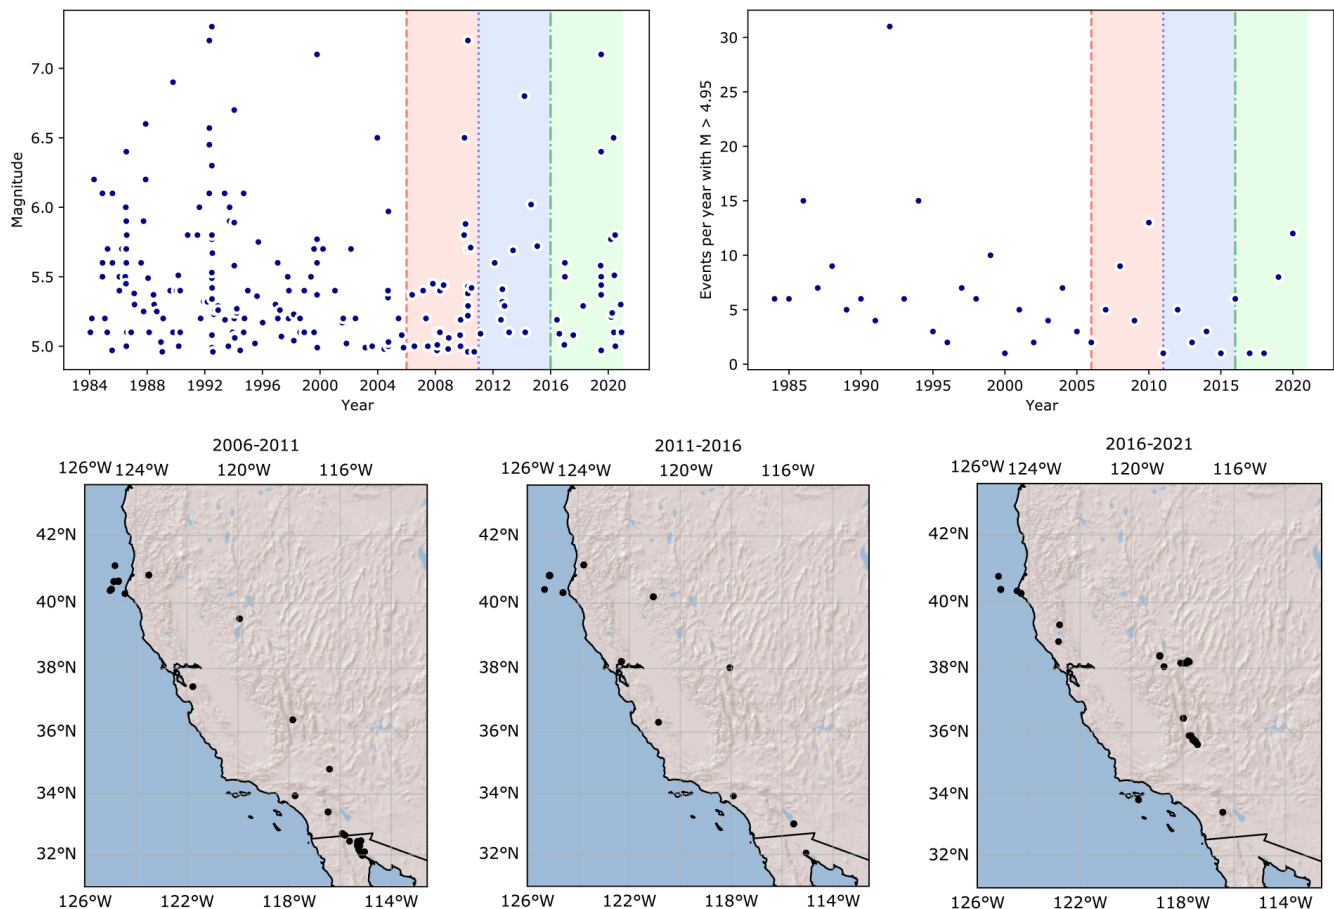 7.0
6.5
6.0
5.5
5.0
Magnitude
1984 1988 1992 1996 2000 2004 2008 2012 2016 2020
Year
30
25
20
15
10
5
0
Events per year with M > 4.95
1985 1990 1995 2000 2005 2010 2015 2020
Year
2006-2011
126°W 124°W 120°W 116°W
42°N
40°N
38°N
36°N
34°N
32°N
126°W 122°W 118°W 114°W
2011-2016
126°W 124°W 120°W 116°W
42°N
40°N
38°N
36°N
34°N
32°N
126°W 122°W 118°W 114°W
2016-2021
126°W 124°W 120°W 116°W
42°N
40°N
38°N
36°N
34°N
32°N
126°W 122°W 118°W 114°W